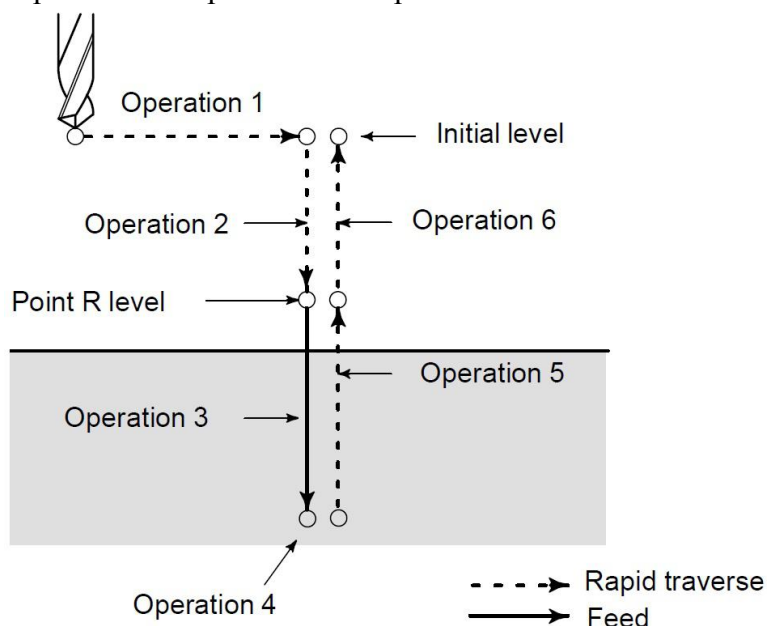 Operation 1
Initial level
Operation 2
Operation 6
Point R level
Operation 5
Operation 3
Operation 4
Rapid traverse
Feed